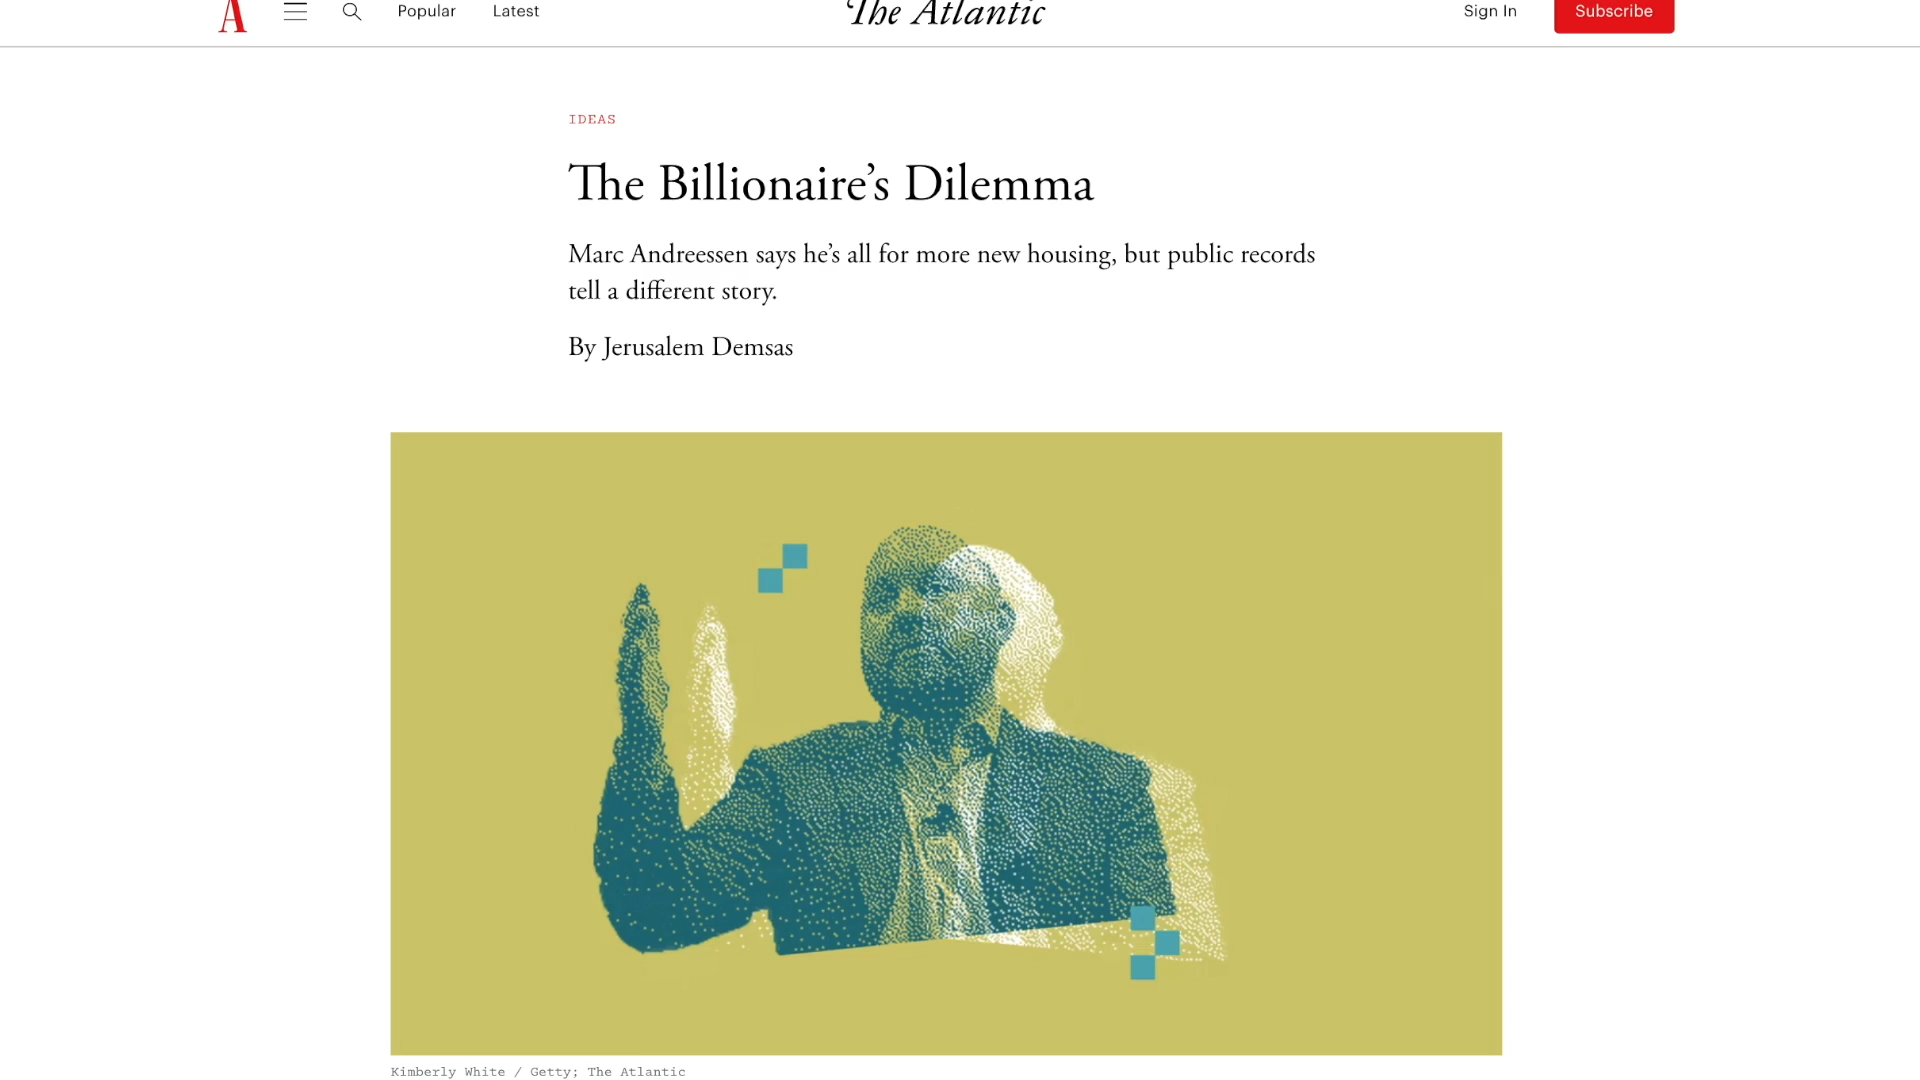 A
Popular
Latest
The Atlantic
Sign In
Subscribe
IDEAS
The Billionaire’s Dilemma
Marc Andreessen says he’s all for more new housing, but public records
tell a different story.
By Jerusalem Demsas
Kimberly White / Getty; The Atlantic